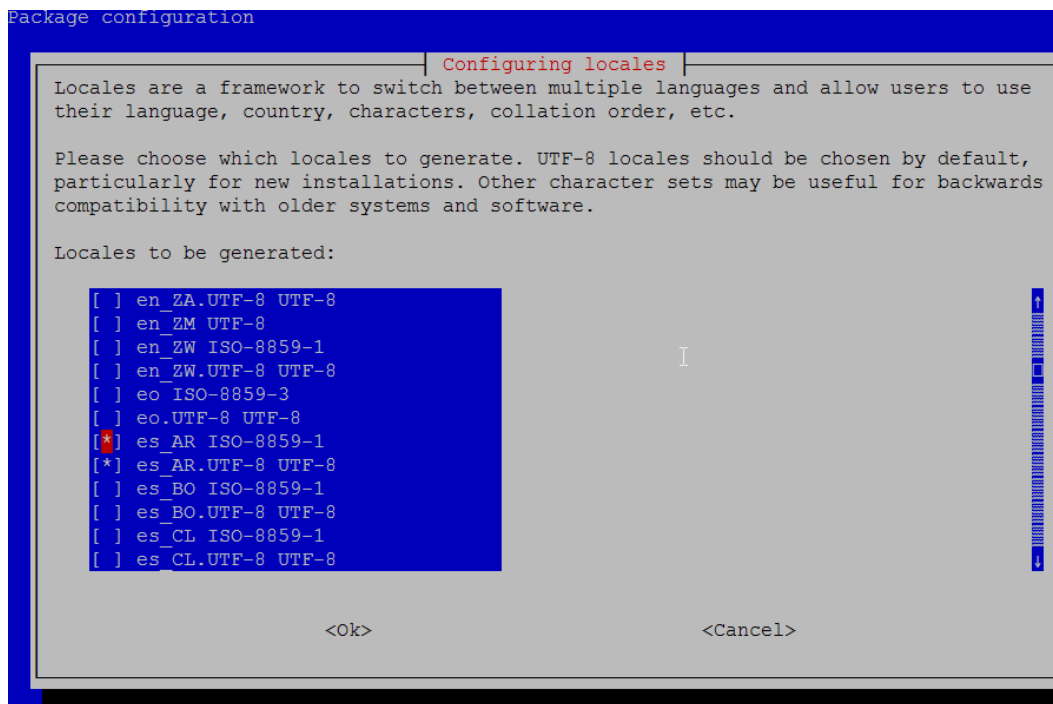 Package configuration
Configuring locales
Locales are a framework to switch between multiple languages and allow users to use
their language, country, characters, collation order, etc.
Please choose which locales to generate. UTF-8 locales should be chosen by default,
particularly for new installations. Other character sets may be useful for backwards
compatibility with older systems and software.
Locales to be generated:
[ ] en_ZA.UTF-8 UTF-8
[ ] en_ZM UTF-8
[ ] en_ZW ISO-8859-1
[ ] en_ZW.UTF-8 UTF-8
[ ] eo ISO-8859-3
[ ] eo.UTF-8 UTF-8
[*] es_AR ISO-8859-1
[*] es_AR.UTF-8 UTF-8
[ ] es_BO ISO-8859-1
[ ] es_BO.UTF-8 UTF-8
[ ] es_CL ISO-8859-1
[ ] es_CL.UTF-8 UTF-8
<Ok> <Cancel>